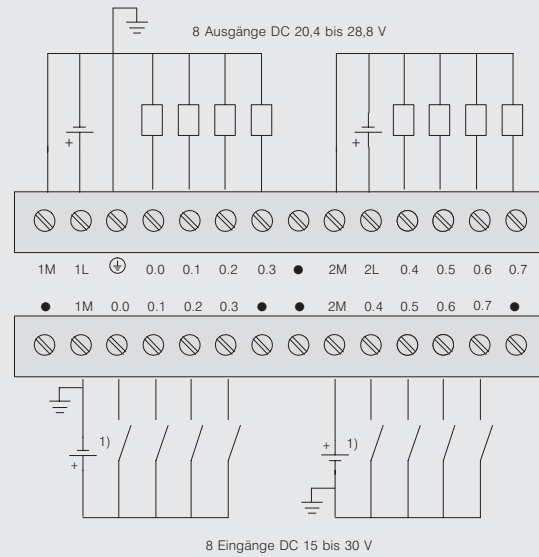 8 Ausgänge DC 20,4 bis 28,8 V
+ +
1M 1L 0.0 0.1 0.2 0.3 ● 2M 2L 0.4 0.5 0.6 0.7
● 1M 0.0 0.1 0.2 0.3 ● ● 2M 0.4 0.5 0.6 0.7 ●
1) + 1)
+
8 Eingänge DC 15 bis 30 V